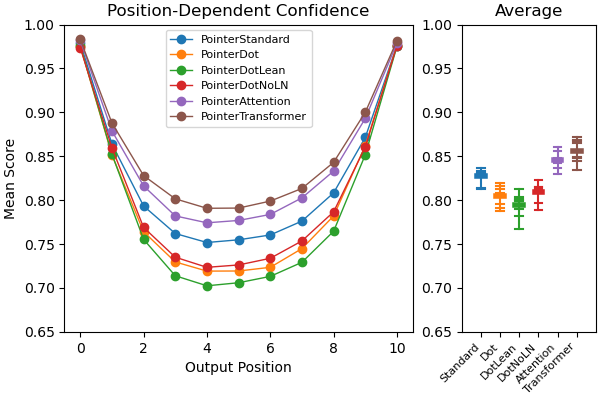 Position-Dependent Confidence
Average
1.00
0.95
0.90
0.85
0.80
0.75
0.70
0.65
Mean Score
0
2
4
6
8
10
Output Position
PointerStandard
PointerDot
PointerDotLean
PointerDotNoLN
PointerAttention
PointerTransformer
1.00
0.95
0.90
0.85
0.80
0.75
0.70
0.65
Standard
Dot
DotLean
DotNoLN
Attention
Transformer